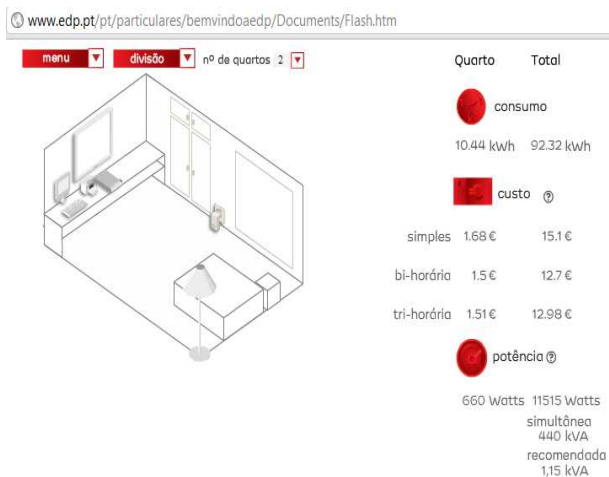 www.edp.pt/pt/particulares/bemvindoaedp/Documents/Flash.htm
menu divisão nº de quartos 2
Quarto Total
consumo
10.44 kWh 92.32 kWh
custo ?
simples 1.68 € 15.1 €
bi-horária 1.5 € 12.7 €
tri-horária 1.51 € 12.98 €
potência ?
660 Watts 11515 Watts
simultânea
440 kVA
recomendada
1,15 kVA